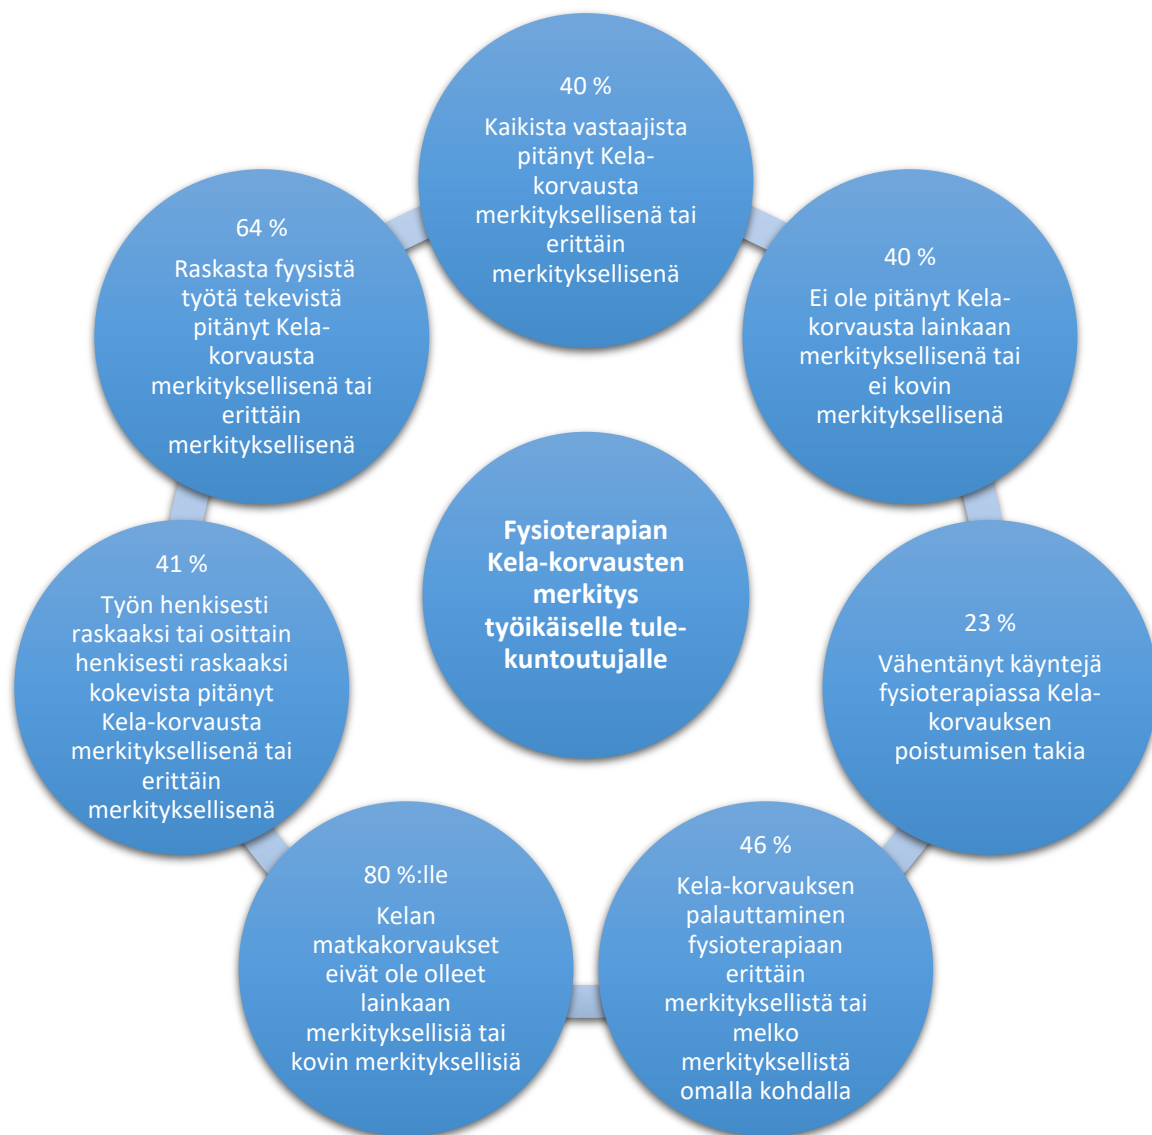 40 %
Kaikista vastaajista
pitänyt Kela-
korvausta
merkityksellisenä tai
erittäin
merkityksellisenä
40 %
Ei ole pitänyt Kela-
korvausta lainkaan
merkityksellisenä tai
ei kovin
merkityksellisenä
23 %
Vähentänyt käyntejä
fysioterapiassa Kela-
korvauksen
poistumisen takia
46 %
Kela-korvauksen
palauttaminen
fysioterapiaan
erittäin
merkityksellistä tai
melko
merkityksellistä
omalla kohdalla
80 %:lle
Kelan
matkakorvaukset
eivät ole olleet
lainkaan
merkityksellisiä tai
kovin merkityksellisiä
41 %
Työn henkisesti
raskaaksi tai osittain
henkisesti raskaaksi
kokevista pitänyt
Kela-korvausta
merkityksellisenä tai
erittäin
merkityksellisenä
64 %
Raskasta fyysistä
työtä tekevistä
pitänyt Kela-
korvausta
merkityksellisenä tai
erittäin
merkityksellisenä
Fysioterapian
Kela-korvausten
merkitys
työikäiselle tule-
kuntoutujalle